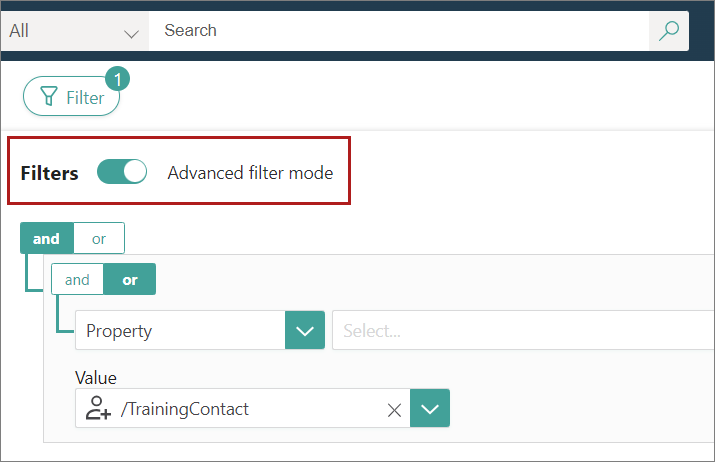 All Search
1
Filter
Filters Advanced filter mode
and or
and or
Property Select...
Value
/TrainingContact